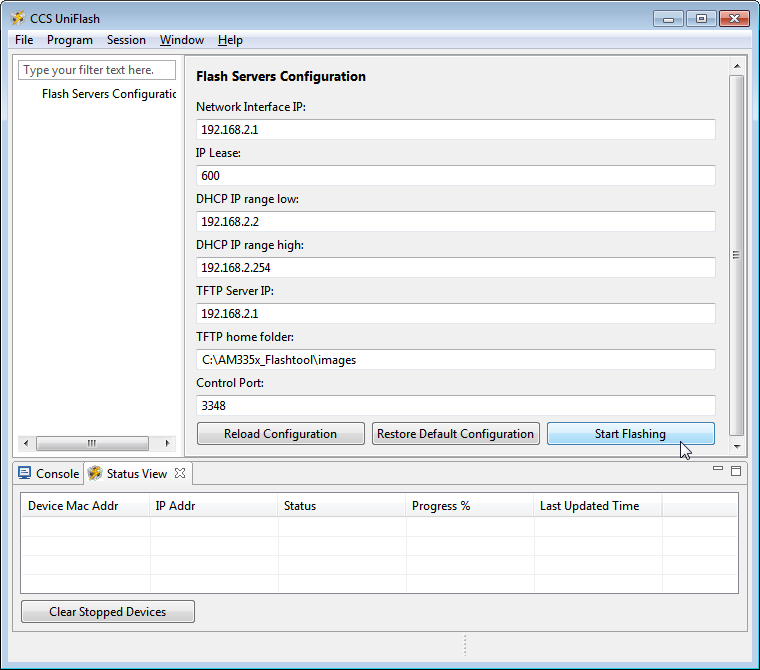 CCS UniFlash
File Program Session Window Help
Type your filter text here.
Flash Servers Configuratic
Flash Servers Configuration
Network Interface IP:
192.168.2.1
IP Lease:
600
DHCP IP range low:
192.168.2.2
DHCP IP range high:
192.168.2.254
TFTP Server IP:
192.168.2.1
TFTP home folder:
C:\AM335x_Flashtool\images
Control Port:
3348
Reload Configuration Restore Default Configuration Start Flashing
Console Status View
Device Mac Addr IP Addr Status Progress % Last Updated Time
Clear Stopped Devices